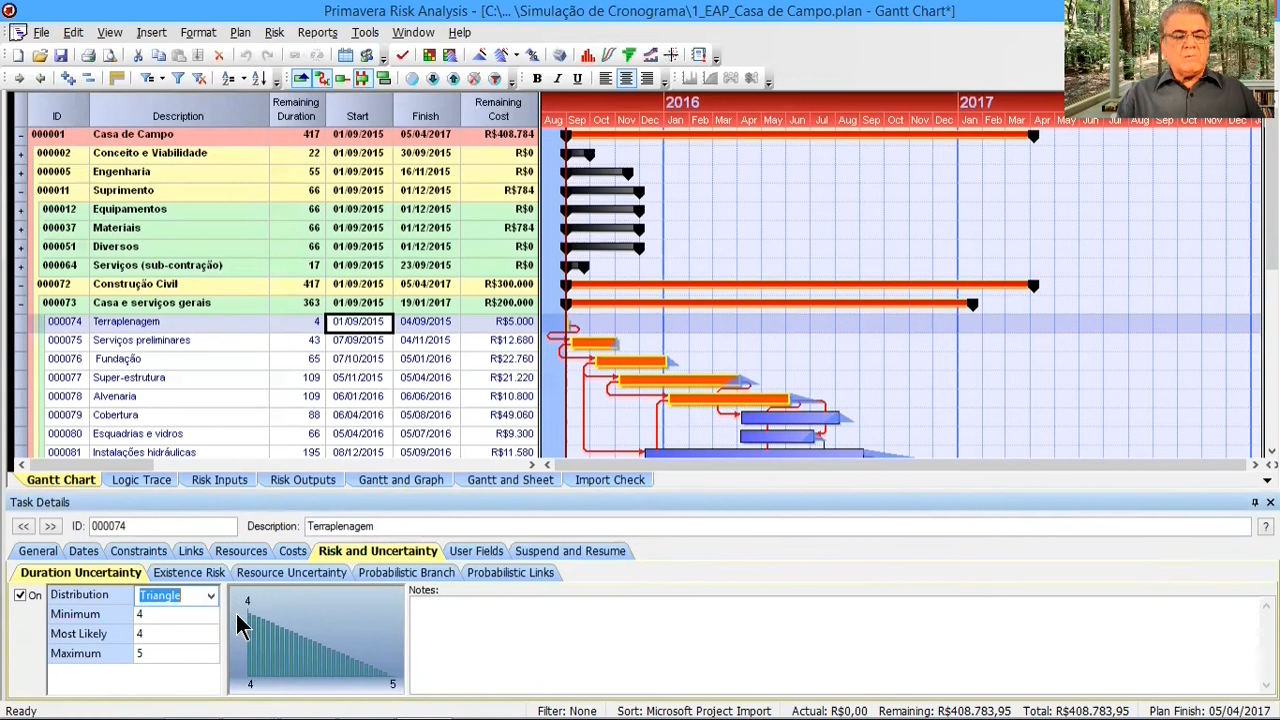 Primavera Risk Analysis - [C:\... \Simulação de Cronograma\1_EAP_Casa de Campo.plan - Gantt Chart*]
File Edit View Insert Format Plan Risk Reports Tools Window Help
ID Description Remaining Duration Start Finish Remaining Cost
2016 2017
Aug Sep Oct Nov Dec Jan Feb Mar Apr May Jun Jul Aug Sep Oct Nov Dec Jan Feb Mar Apr May Jun Jul Aug Sep Oct Nov Dec
000001 Casa de Campo 417 01/09/2015 05/04/2017 R$408.784
000002 Conceito e Viabilidade 22 01/09/2015 30/09/2015 R$0
000005 Engenharia 55 01/09/2015 16/11/2015 R$0
000011 Suprimento 66 01/09/2015 01/12/2015 R$784
000012 Equipamentos 66 01/09/2015 01/12/2015 R$0
000037 Materiais 66 01/09/2015 01/12/2015 R$784
000051 Diversos 66 01/09/2015 01/12/2015 R$0
000064 Serviços (sub-contração) 17 01/09/2015 23/09/2015 R$0
000072 Construção Civil 417 01/09/2015 05/04/2017 R$300.000
000073 Casa e serviços gerais 363 01/09/2015 19/01/2017 R$200.000
000074 Terraplenagem 4 01/09/2015 04/09/2015 R$5.000
000075 Serviços preliminares 43 07/09/2015 04/11/2015 R$12.680
000076 Fundação 65 07/10/2015 05/01/2016 R$22.760
000077 Super-estrutura 109 05/11/2015 05/04/2016 R$21.220
000078 Alvenaria 109 06/01/2016 06/06/2016 R$10.800
000079 Cobertura 88 06/04/2016 05/08/2016 R$49.060
000080 Esquadrias e vidros 66 05/04/2016 05/07/2016 R$9.300
000081 Instalações hidráulicas 195 08/12/2015 05/09/2016 R$11.580
Gantt Chart Logic Trace Risk Inputs Risk Outputs Gantt and Graph Gantt and Sheet Import Check
Task Details
<< >> ID: 000074 Description: Terraplenagem ?
General Dates Constraints Links Resources Costs Risk and Uncertainty User Fields Suspend and Resume
Duration Uncertainty Existence Risk Resource Uncertainty Probabilistic Branch Probabilistic Links
On Distribution Triangle
Minimum 4
Most Likely 4
Maximum 5
4
4 5
Notes:
Ready Filter: None Sort: Microsoft Project Import Actual: R$0,00 Remaining: R$408.783,95 Total: R$408.783,95 Plan Finish: 05/04/2017